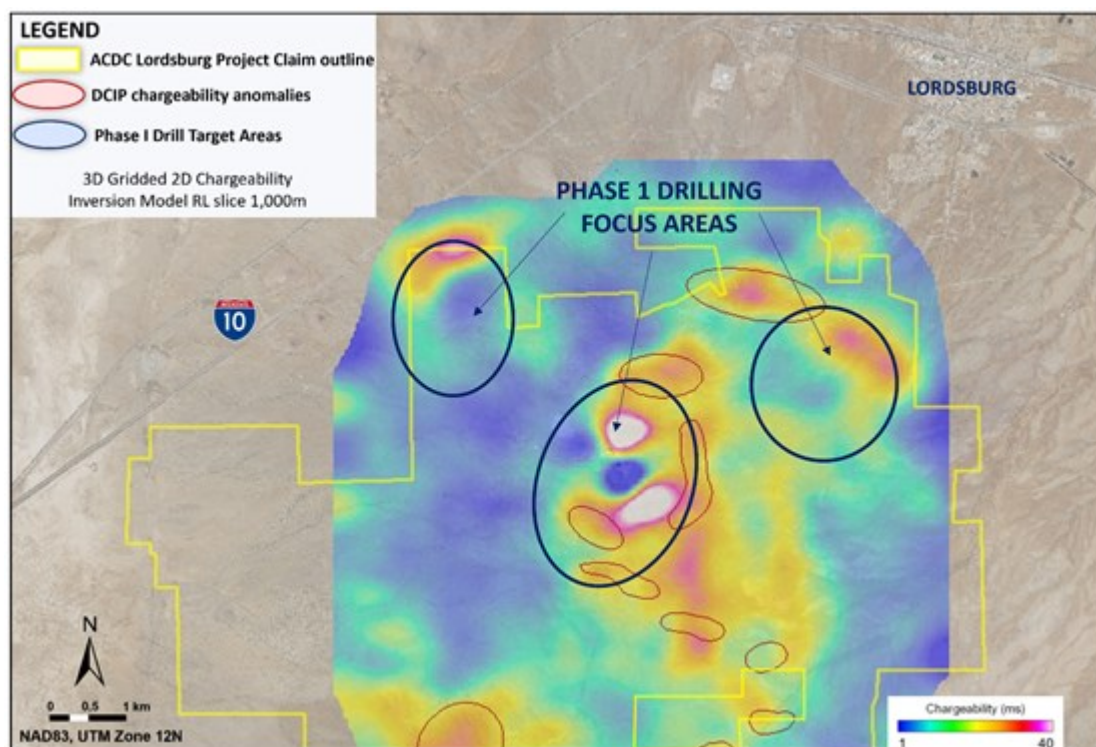 LEGEND
ACDC Lordsburg Project Claim outline
DCIP chargeability anomalies
Phase I Drill Target Areas
3D Gridded 2D Chargeability
Inversion Model RL slice 1,000m
LORDSBURG
PHASE 1 DRILLING
FOCUS AREAS
10
N
0 0.5 1 km
NAD83, UTM Zone 12N
Chargeability (ms)
1 40